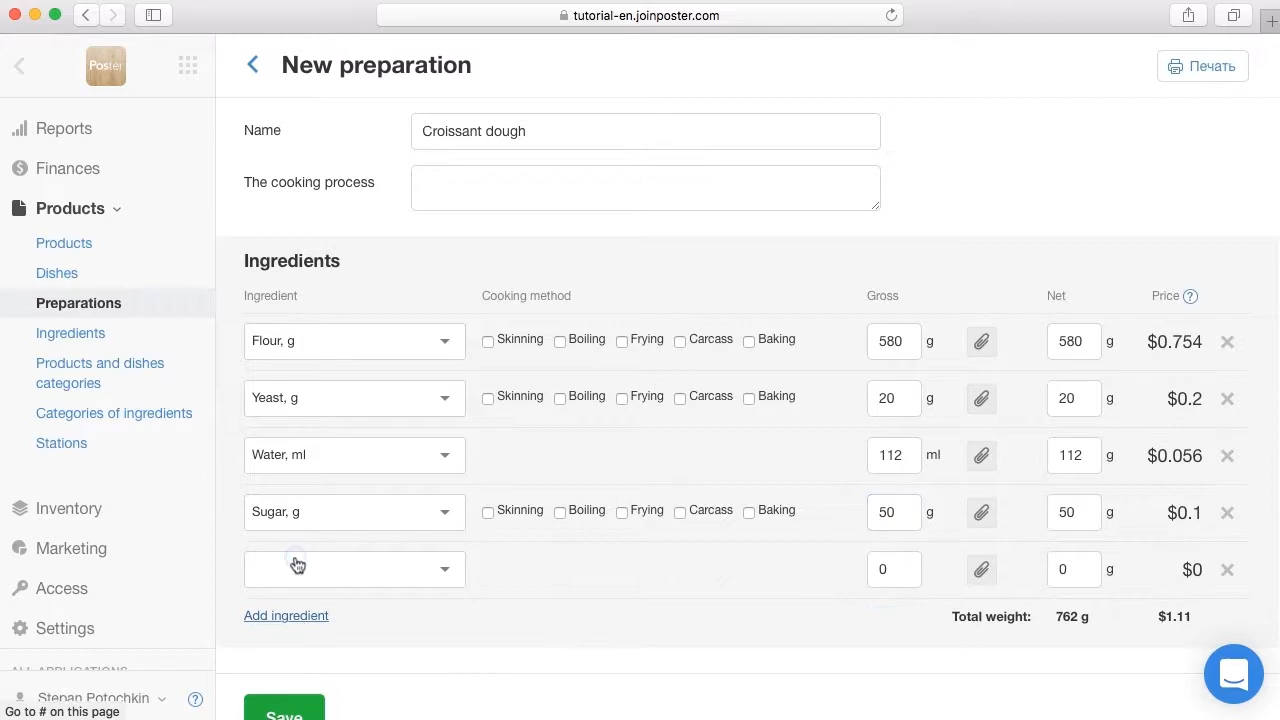 tutorial-en.joinposter.com
Poster
New preparation
Печать
Reports
Finances
Products
Products
Dishes
Preparations
Ingredients
Products and dishes
categories
Categories of ingredients
Stations
Inventory
Marketing
Access
Settings
ALL APPLICATIONS
Stepan Potochkin
?
Go to # on this page
Name
Croissant dough
The cooking process
Ingredients
Ingredient Cooking method Gross Net Price ?
Flour, g Skinning Boiling Frying Carcass Baking 580 g 580 g $0.754
Yeast, g Skinning Boiling Frying Carcass Baking 20 g 20 g $0.2
Water, ml 112 ml 112 g $0.056
Sugar, g Skinning Boiling Frying Carcass Baking 50 g 50 g $0.1
0 0 g $0
Add ingredient Total weight: 762 g $1.11
Save